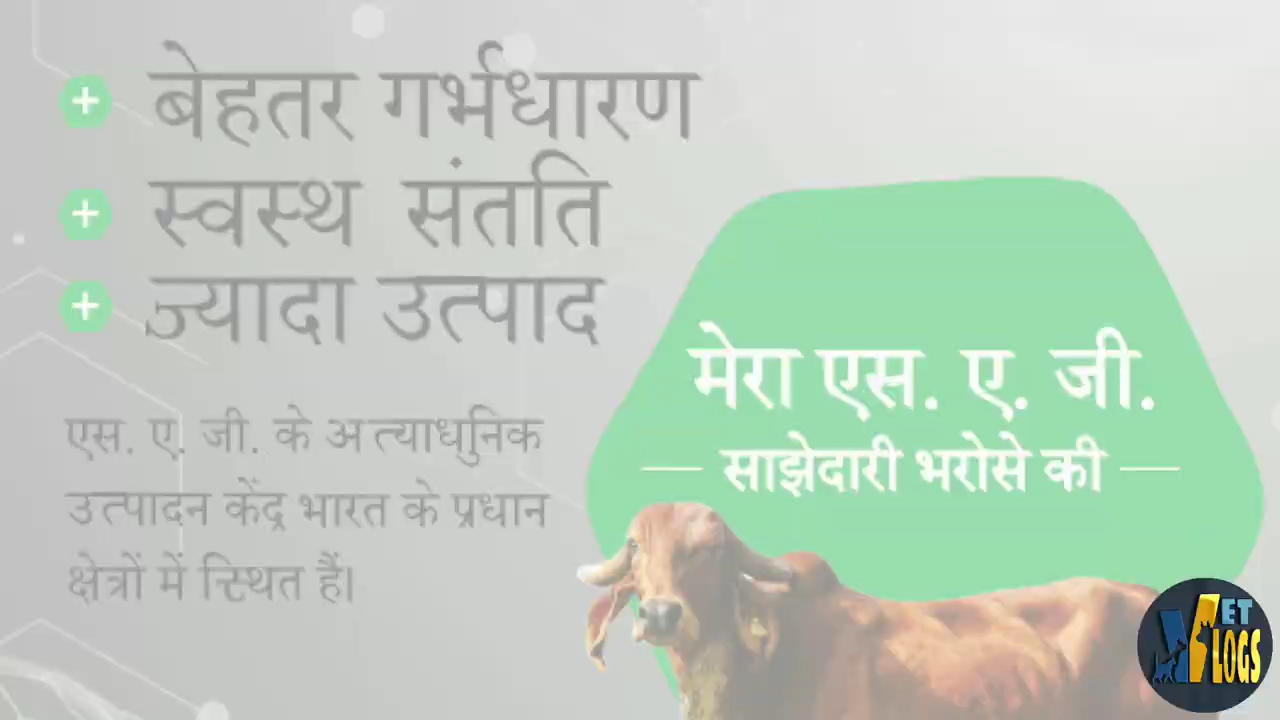 बेहतर गर्भधारण
स्वस्थ संतति
ज्यादा उत्पाद
एस. ए. जी. के अत्याधुनिक
उत्पादन केंद्र भारत के प्रधान
क्षेत्रों में स्थित हैं।
मेरा एस. ए. जी.
साझेदारी भरोसे की
VET
VLOGS